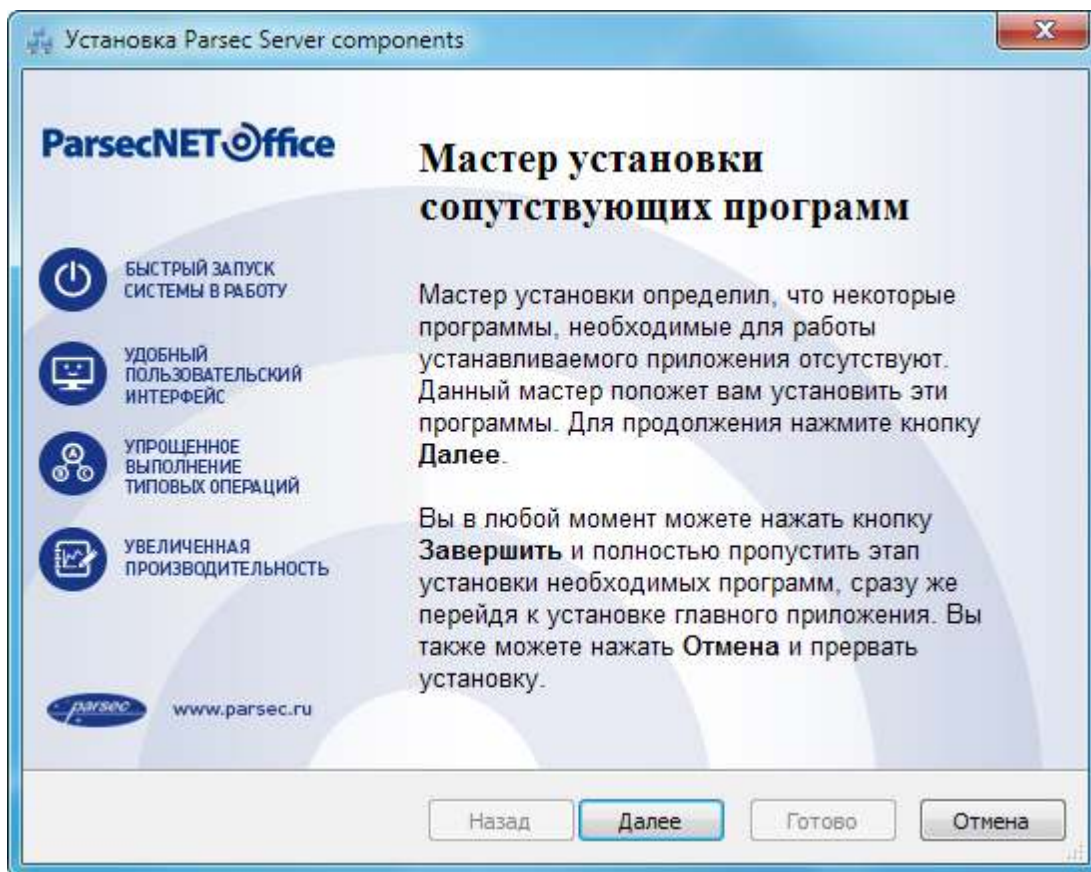 Установка Parsec Server components
ParsecNET Office
Мастер установки
сопутствующих программ
БЫСТРЫЙ ЗАПУСК
СИСТЕМЫ В РАБОТУ
УДОБНЫЙ
ПОЛЬЗОВАТЕЛЬСКИЙ
ИНТЕРФЕЙС
УПРОЩЕННОЕ
ВЫПОЛНЕНИЕ
ТИПОВЫХ ОПЕРАЦИЙ
УВЕЛИЧЕННАЯ
ПРОИЗВОДИТЕЛЬНОСТЬ
parsec www.parsec.ru
Мастер установки определил, что некоторые
программы, необходимые для работы
устанавливаемого приложения отсутствуют.
Данный мастер попожет вам установить эти
программы. Для продолжения нажмите кнопку
Далее.
Вы в любой момент можете нажать кнопку
Завершить и полностью пропустить этап
установки необходимых программ, сразу же
перейдя к установке главного приложения. Вы
также можете нажать Отмена и прервать
установку.
Назад Далее Готово Отмена